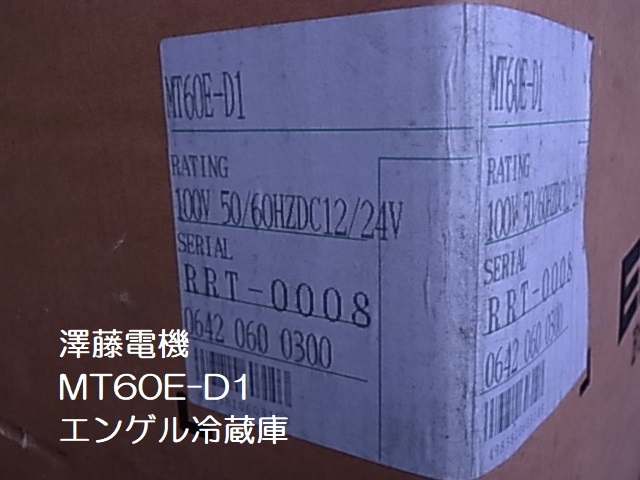 MT60E-D1
RATING
100V 50/60HZDC12/24V
SERIAL
RRT-0008
0642 060 0300
MT60E-D1
RATING
100V 50/60HZDC12/24V
SERIAL
RRT-0008
0642 060 0300
澤藤電機
MT60E-D1
エンゲル冷蔵庫